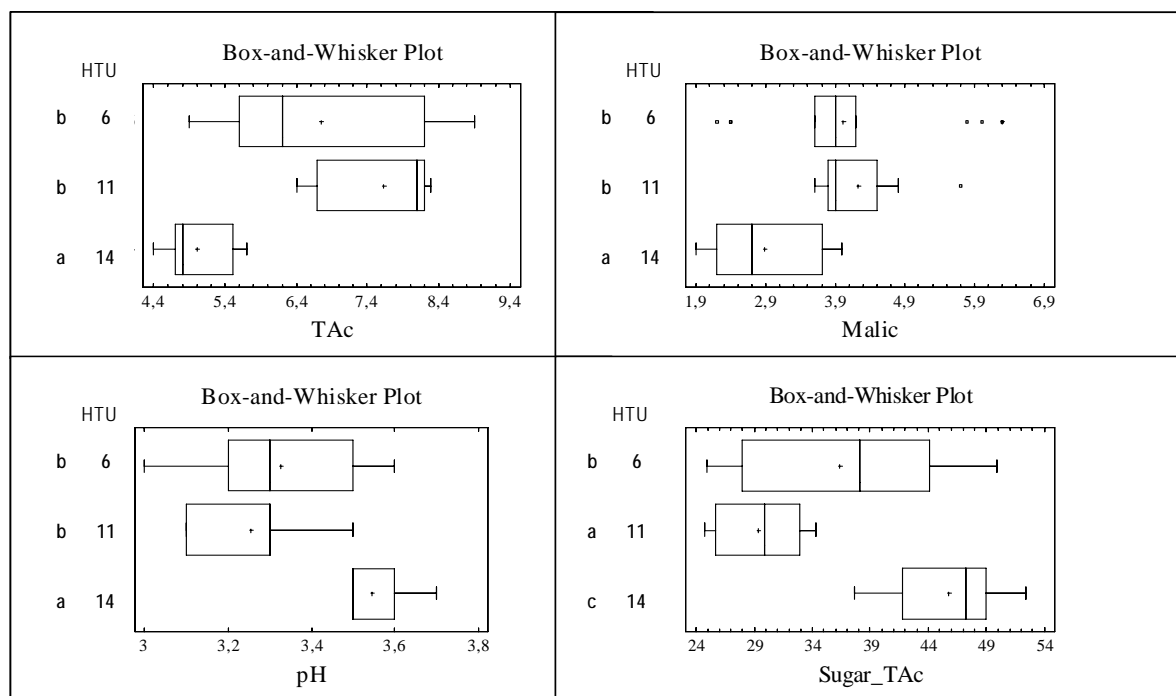 Box-and-Whisker Plot
HTU
b 6
b 11
a 14
4,4 5,4 6,4 7,4 8,4 9,4
TAc
Box-and-Whisker Plot
HTU
b 6
b 11
a 14
1,9 2,9 3,9 4,9 5,9 6,9
Malic
Box-and-Whisker Plot
HTU
b 6
b 11
a 14
3 3,2 3,4 3,6 3,8
pH
Box-and-Whisker Plot
HTU
b 6
a 11
c 14
24 29 34 39 44 49 54
Sugar_TAc